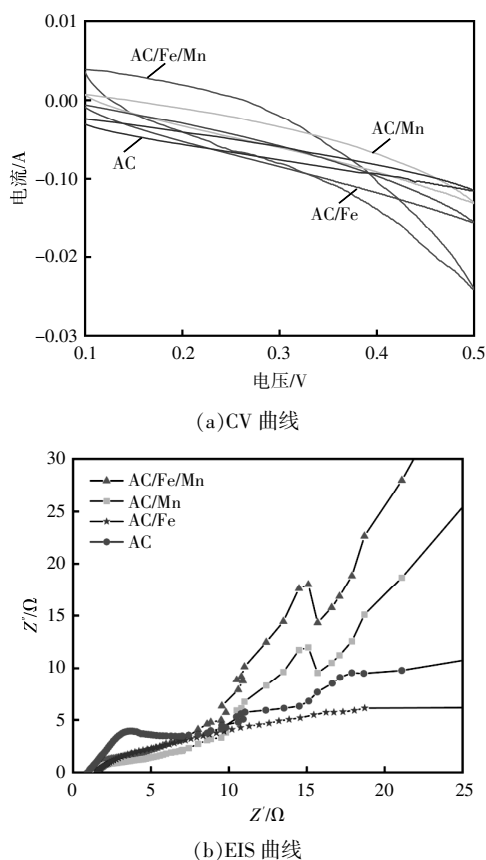 0.01
0.00
−0.10
−0.02
−0.03
电流/A
AC/Fe/Mn
AC/Mn
AC
AC/Fe
0.1 0.2 0.3 0.4 0.5
电压/V
(a)CV 曲线
30
25
20
15
10
5
0
Z″/Ω
AC/Fe/Mn
AC/Mn
AC/Fe
AC
0 5 10 15 20 25
Z′/Ω
(b)EIS 曲线